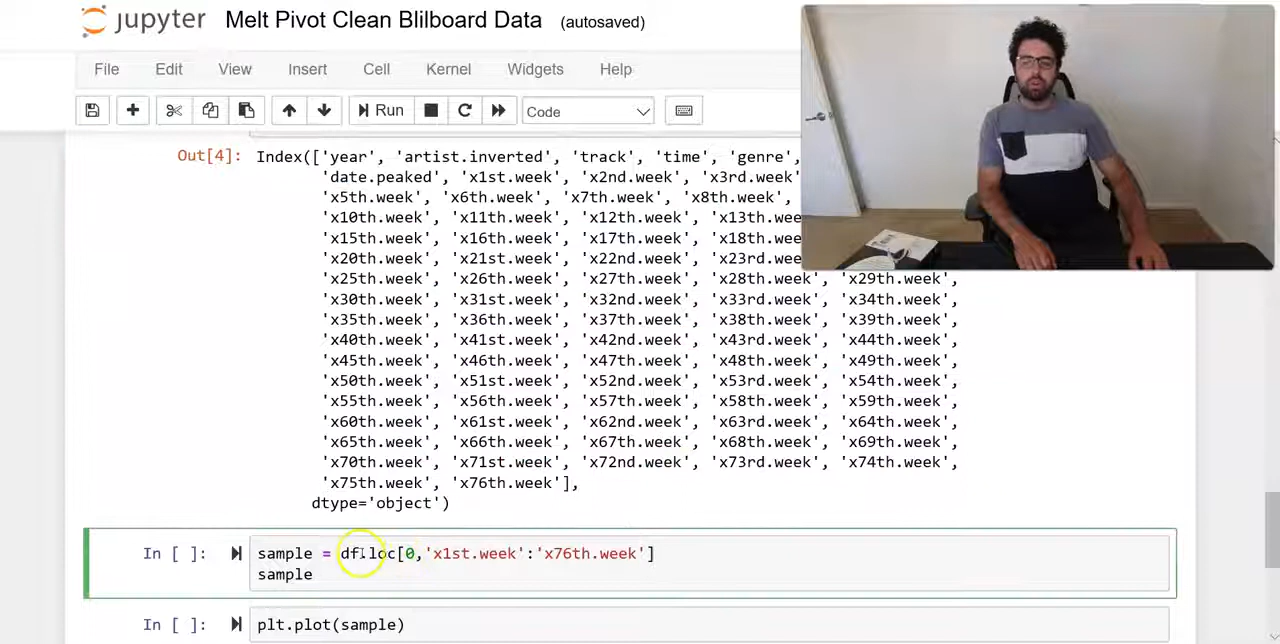 jupyter Melt Pivot Clean Blilboard Data (autosaved)
File Edit View Insert Cell Kernel Widgets Help
Run Code
Out[4]: Index(['year', 'artist.inverted', 'track', 'time', 'genre',
'date.peaked', 'x1st.week', 'x2nd.week', 'x3rd.week'
'x5th.week', 'x6th.week', 'x7th.week', 'x8th.week',
'x10th.week', 'x11th.week', 'x12th.week', 'x13th.wee
'x15th.week', 'x16th.week', 'x17th.week', 'x18th.wee
'x20th.week', 'x21st.week', 'x22nd.week', 'x23rd.wee
'x25th.week', 'x26th.week', 'x27th.week', 'x28th.week', 'x29th.week',
'x30th.week', 'x31st.week', 'x32nd.week', 'x33rd.week', 'x34th.week',
'x35th.week', 'x36th.week', 'x37th.week', 'x38th.week', 'x39th.week',
'x40th.week', 'x41st.week', 'x42nd.week', 'x43rd.week', 'x44th.week',
'x45th.week', 'x46th.week', 'x47th.week', 'x48th.week', 'x49th.week',
'x50th.week', 'x51st.week', 'x52nd.week', 'x53rd.week', 'x54th.week',
'x55th.week', 'x56th.week', 'x57th.week', 'x58th.week', 'x59th.week',
'x60th.week', 'x61st.week', 'x62nd.week', 'x63rd.week', 'x64th.week',
'x65th.week', 'x66th.week', 'x67th.week', 'x68th.week', 'x69th.week',
'x70th.week', 'x71st.week', 'x72nd.week', 'x73rd.week', 'x74th.week',
'x75th.week', 'x76th.week'],
dtype='object')
In [ ]: sample = df.loc[0,'x1st.week':'x76th.week']
sample
In [ ]: plt.plot(sample)